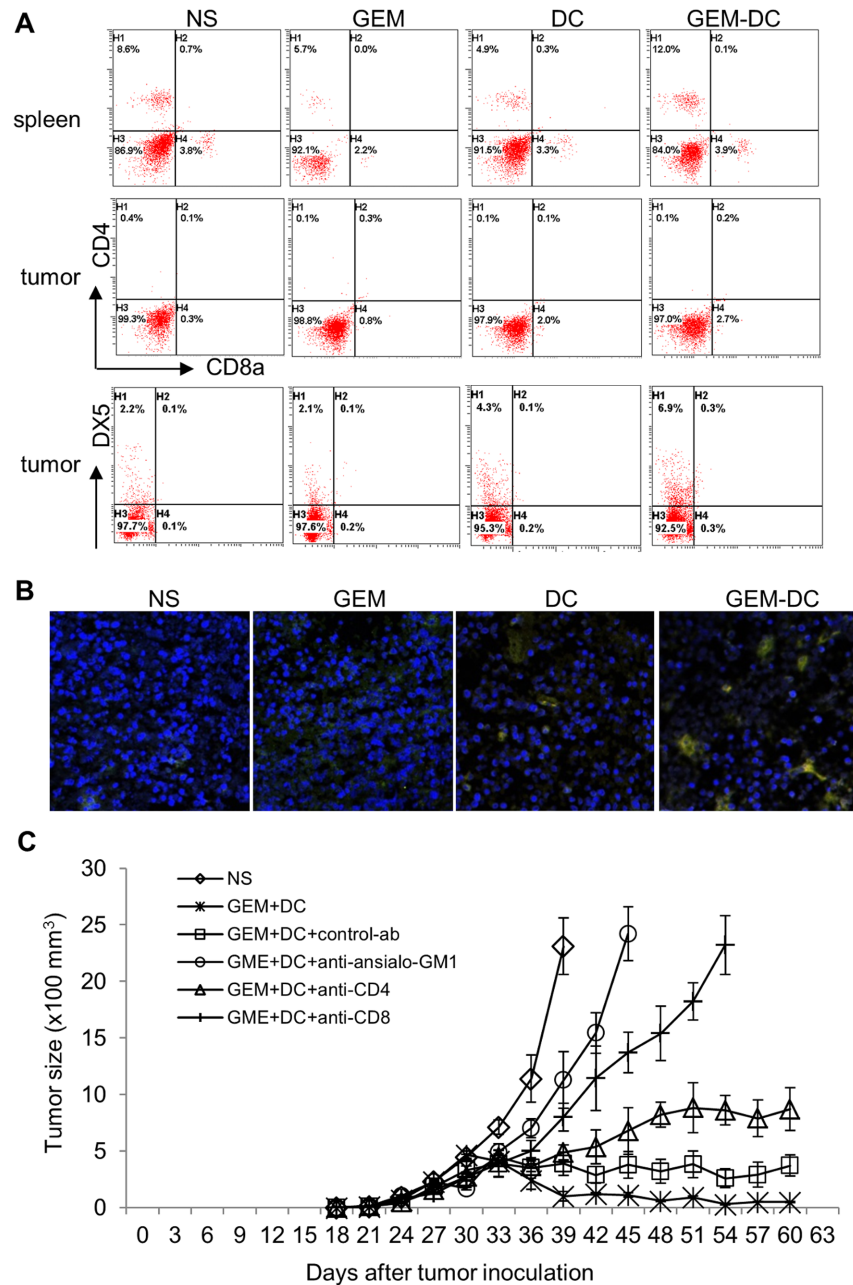 A
NS GEM DC GEM-DC
spleen
H1 H2 H1 H2 H1 H2 H1 H2
8.6% 0.7% 5.7% 0.0% 4.9% 0.3% 12.0% 0.1%
H3 H4 H3 H4 H3 H4 H3 H4
86.9% 3.8% 92.1% 2.2% 91.5% 3.3% 84.0% 3.9%
CD4
tumor
H1 H2 H1 H2 H1 H2 H1 H2
0.4% 0.1% 0.1% 0.3% 0.1% 0.1% 0.1% 0.2%
H3 H4 H3 H4 H3 H4 H3 H4
99.3% 0.3% 98.8% 0.8% 97.9% 2.0% 97.0% 2.7%
CD8a
DX5
tumor
H1 H2 H1 H2 H1 H2 H1 H2
2.2% 0.1% 2.1% 0.1% 4.3% 0.1% 6.9% 0.3%
H3 H4 H3 H4 H3 H4 H3 H4
97.7% 0.1% 97.6% 0.2% 95.3% 0.2% 92.5% 0.3%
B
NS GEM DC GEM-DC
C
Tumor size (x100 mm³)
30
25
20
15
10
5
0
NS
GEM+DC
GEM+DC+control-ab
GME+DC+anti-ansialo-GM1
GEM+DC+anti-CD4
GME+DC+anti-CD8
0 3 6 9 12 15 18 21 24 27 30 33 36 39 42 45 48 51 54 57 60 63
Days after tumor inoculation